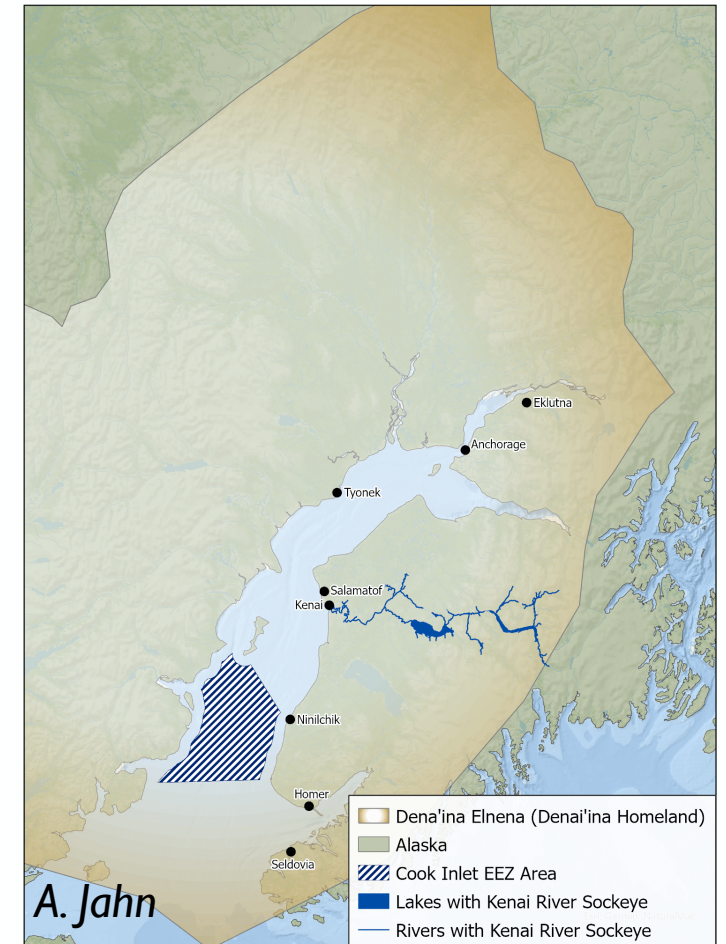 Eklutna
Anchorage
Tyonek
Salamatof
Kenai
Ninilchik
Homer
Seldovia
Dena'ina Elnena (Denai'ina Homeland)
Alaska
Cook Inlet EEZ Area
Lakes with Kenai River Sockeye
Rivers with Kenai River Sockeye
A. Jahn